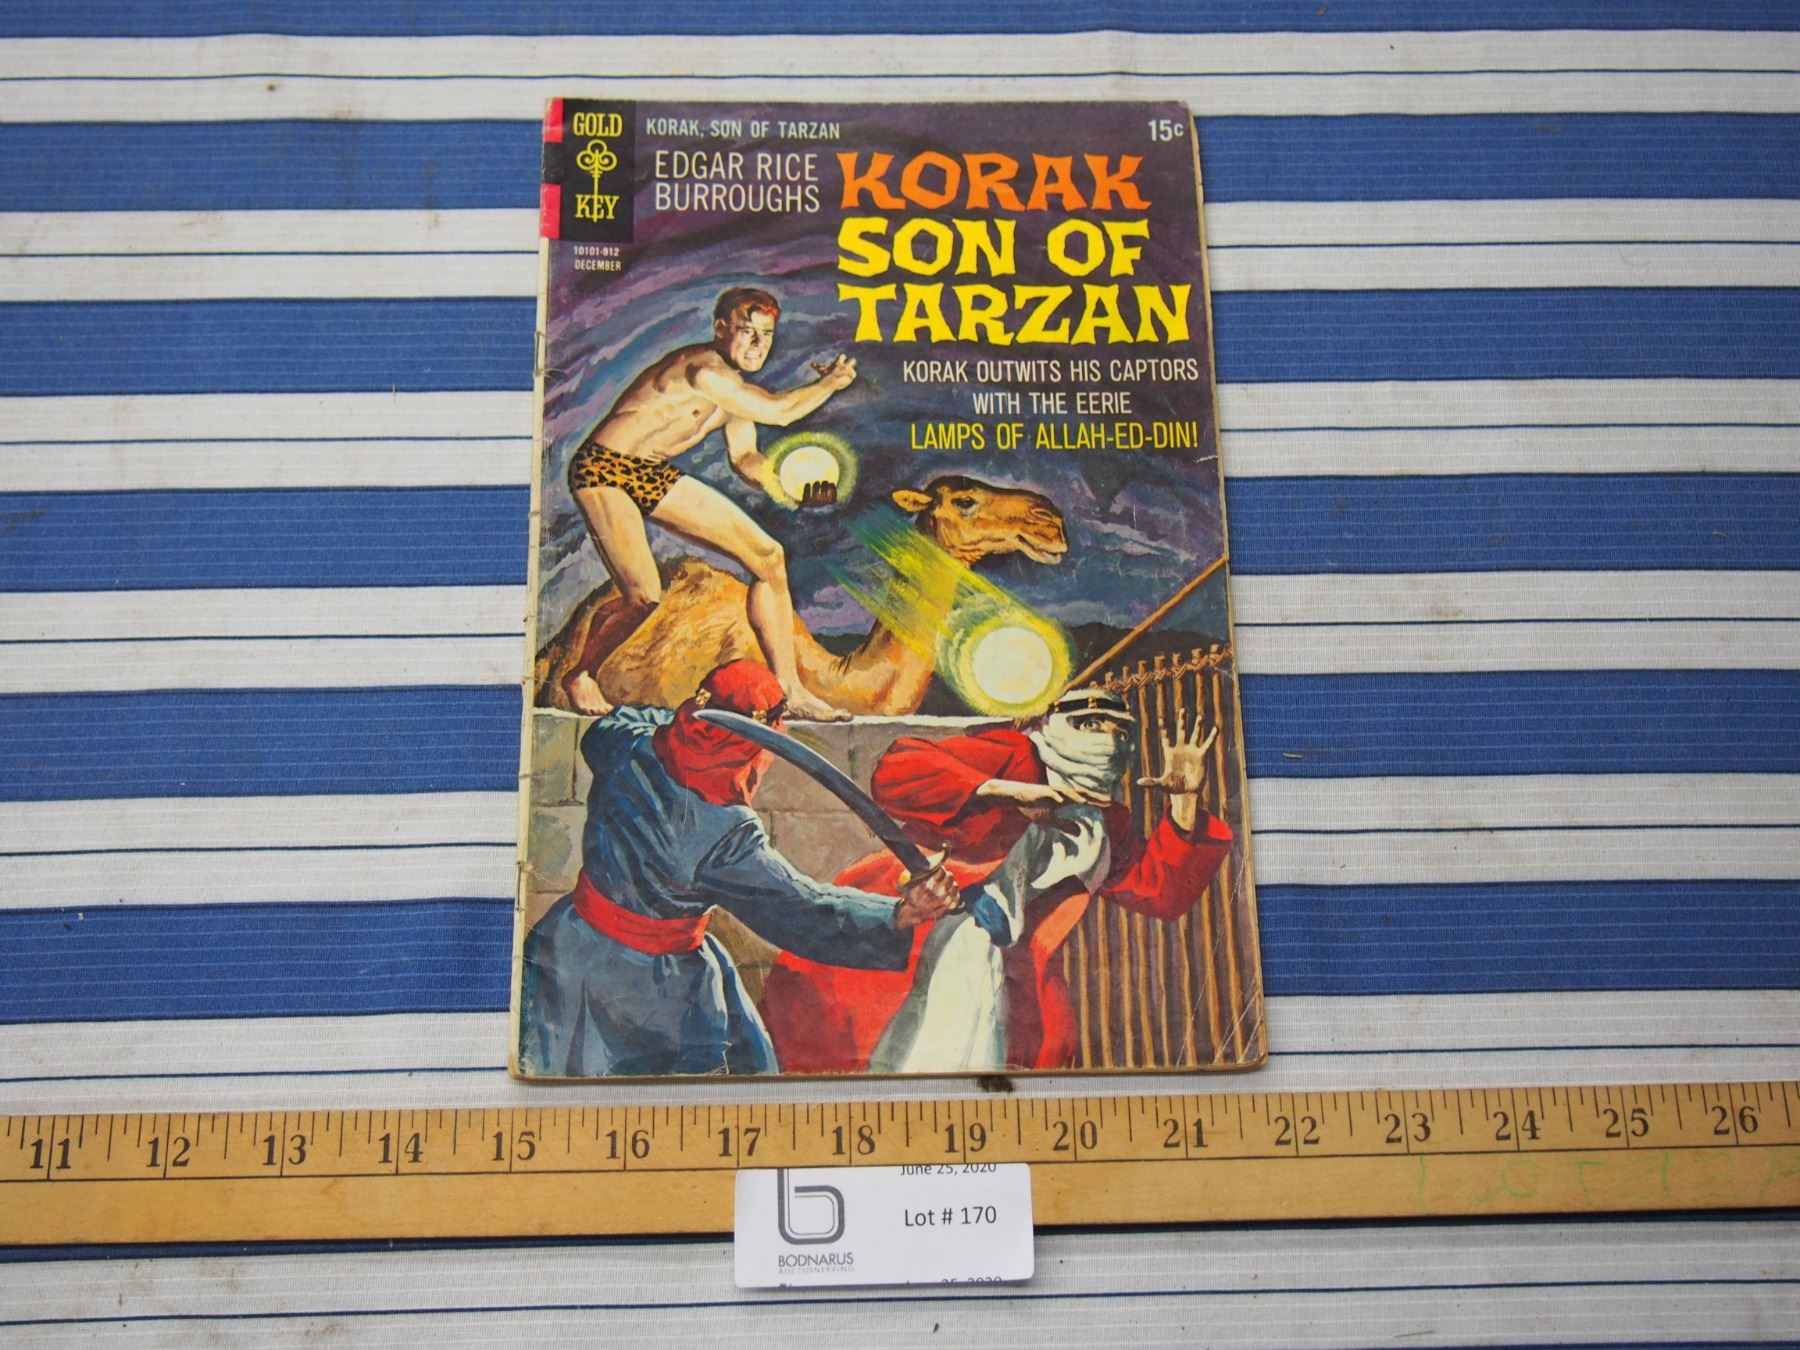 GOLD
KEY
10101-912
DECEMBER
KORAK, SON OF TARZAN
15c
EDGAR RICE
BURROUGHS
KORAK
SON OF
TARZAN
KORAK OUTWITS HIS CAPTORS
WITH THE EERIE
LAMPS OF ALLAH-ED-DIN!
11 12 13 14 15 16 17 18 19 20 21 22 23 24 25 26
June 25, 2020
Lot # 170
b
BODNARUS
AUCTIONEERING